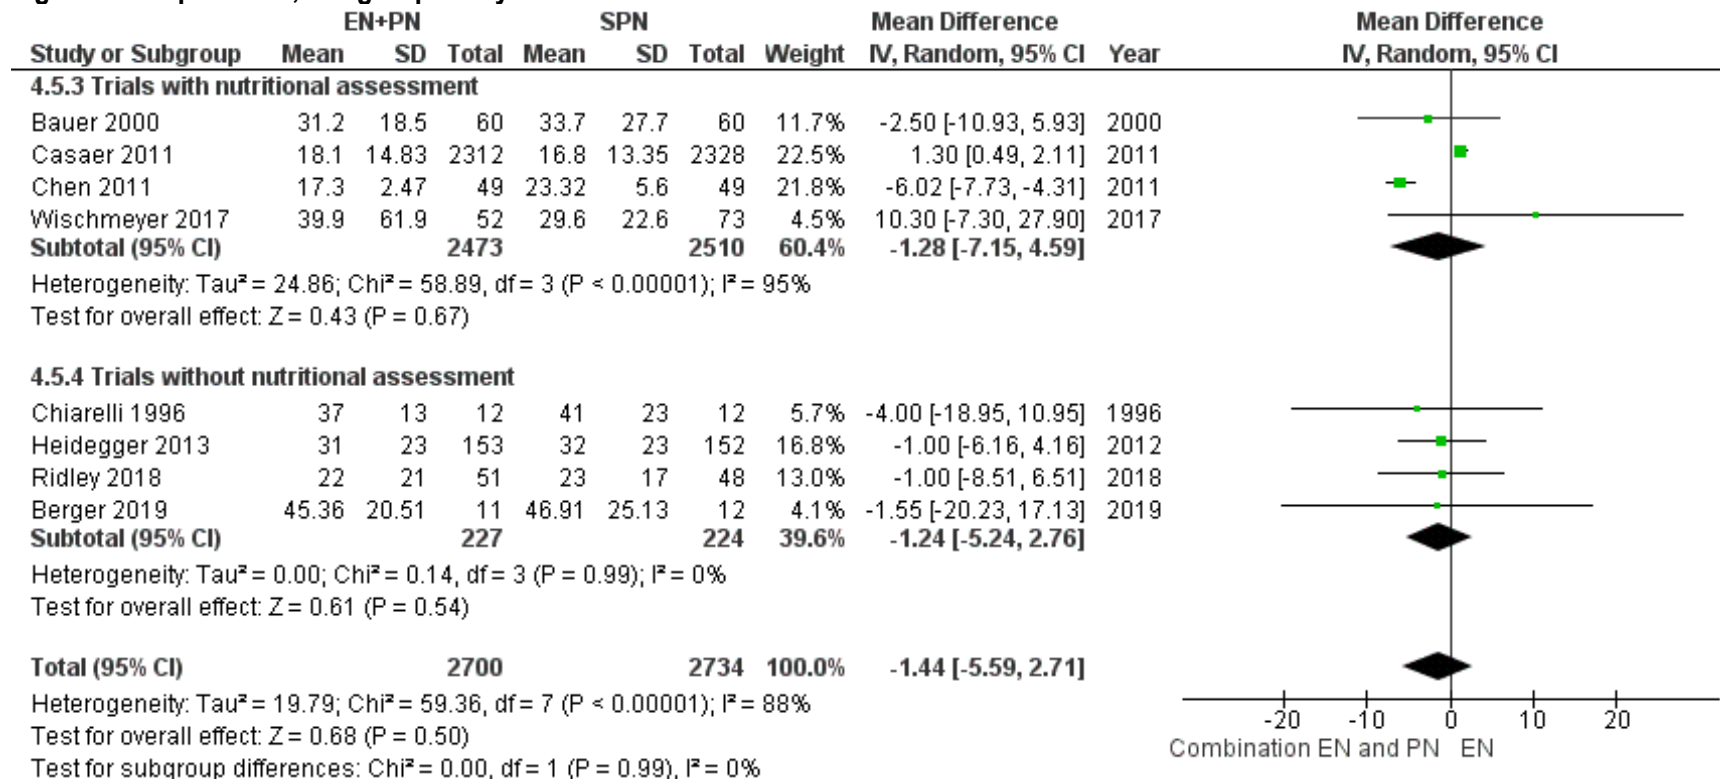 EN+PN SPN Mean Difference Mean Difference
Study or Subgroup Mean SD Total Mean SD Total Weight IV, Random, 95% CI Year IV, Random, 95% CI
4.5.3 Trials with nutritional assessment
Bauer 2000 31.2 18.5 60 33.7 27.7 60 11.7% -2.50 [-10.93, 5.93] 2000
Casaer 2011 18.1 14.83 2312 16.8 13.35 2328 22.5% 1.30 [0.49, 2.11] 2011
Chen 2011 17.3 2.47 49 23.32 5.6 49 21.8% -6.02 [-7.73, -4.31] 2011
Wischmeyer 2017 39.9 61.9 52 29.6 22.6 73 4.5% 10.30 [-7.30, 27.90] 2017
Subtotal (95% CI) 2473 2510 60.4% -1.28 [-7.15, 4.59]
Heterogeneity: Tau² = 24.86; Chi² = 58.89, df = 3 (P < 0.00001); I² = 95%
Test for overall effect: Z = 0.43 (P = 0.67)
4.5.4 Trials without nutritional assessment
Chiarelli 1996 37 13 12 41 23 12 5.7% -4.00 [-18.95, 10.95] 1996
Heidegger 2013 31 23 153 32 23 152 16.8% -1.00 [-6.16, 4.16] 2012
Ridley 2018 22 21 51 23 17 48 13.0% -1.00 [-8.51, 6.51] 2018
Berger 2019 45.36 20.51 11 46.91 25.13 12 4.1% -1.55 [-20.23, 17.13] 2019
Subtotal (95% CI) 227 224 39.6% -1.24 [-5.24, 2.76]
Heterogeneity: Tau² = 0.00; Chi² = 0.14, df = 3 (P = 0.99); I² = 0%
Test for overall effect: Z = 0.61 (P = 0.54)
Total (95% CI) 2700 2734 100.0% -1.44 [-5.59, 2.71]
Heterogeneity: Tau² = 19.79; Chi² = 59.36, df = 7 (P < 0.00001); I² = 88%
Test for overall effect: Z = 0.68 (P = 0.50)
Test for subgroup differences: Chi² = 0.00, df = 1 (P = 0.99), I² = 0%
-20 -10 0 10 20
Combination EN and PN EN